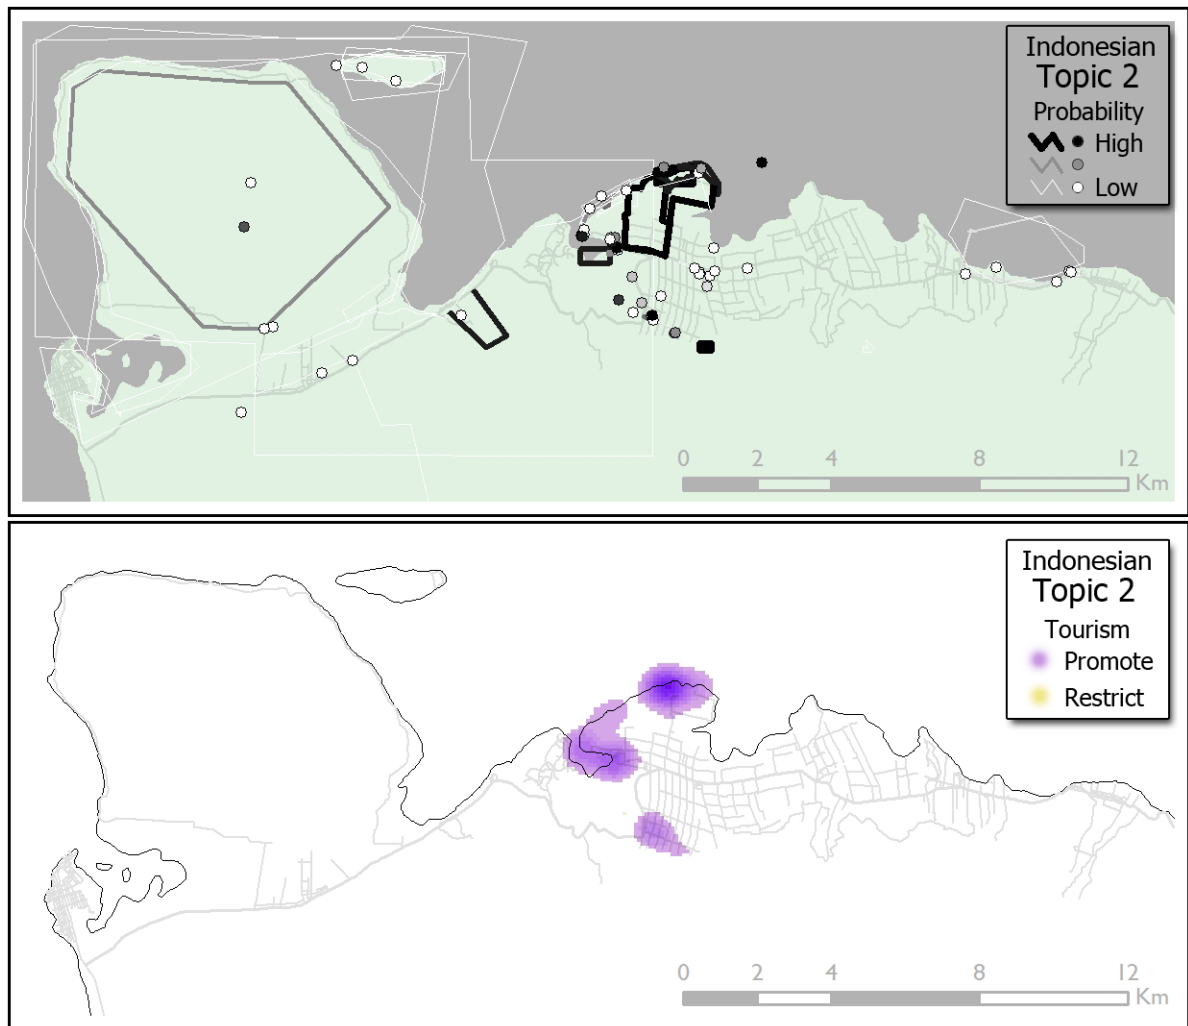 Indonesian
Topic 2
Probability
High
Low
0 2 4 8 12
Km
Indonesian
Topic 2
Tourism
Promote
Restrict
0 2 4 8 12
Km